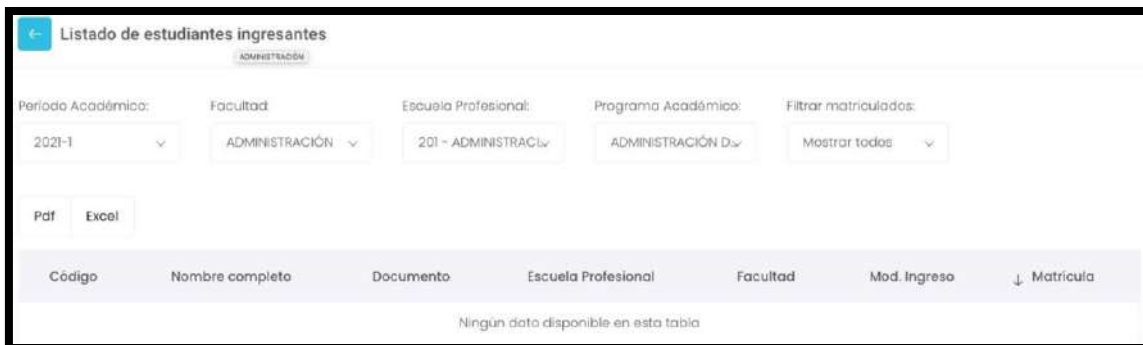 Listado de estudiantes ingresantes
ADMINISTRACIÓN
Período Académico: Facultad: Escuela Profesional: Programa Académico: Filtrar matriculados:
2021-1 ADMINISTRACIÓN 201 - ADMINISTRACI ADMINISTRACIÓN D Mostrar todos
Pdf Excel
Código Nombre completo Documento Escuela Profesional Facultad Mod. Ingreso ↓ Matrícula
Ningún dato disponible en esta tabla